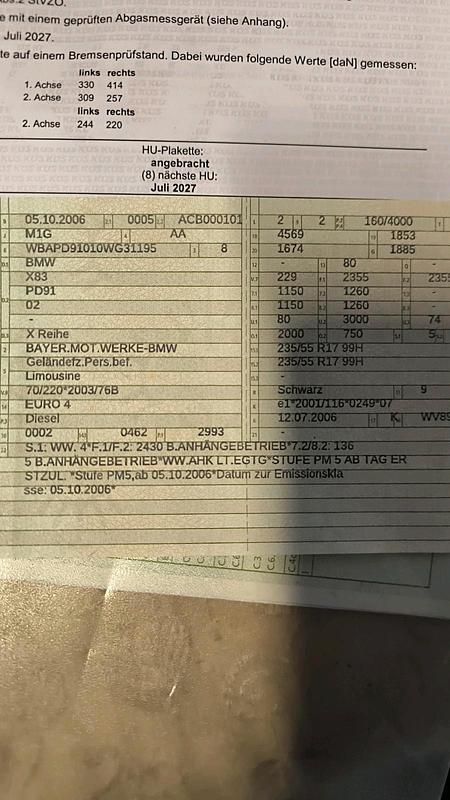 .2 StVZO.
e mit einem geprüften Abgasmessgerät (siehe Anhang).
Juli 2027.
te auf einem Bremsenprüfstand. Dabei wurden folgende Werte [daN] gemessen:
links rechts
1. Achse 330 414
2. Achse 309 257
links rechts
2. Achse 244 220
HU-Plakette:
angebracht
(8) nächste HU:
Juli 2027
05.10.2006 0005 ACB000101 2 2 160/4000
M1G AA 4569 1853
WBAPD91010WG31195 8 1674 1885
BMW - 80 -
X83 229 2355 235
PD91 1150 1260 -
02 1150 1260 -
- 80 3000 74
X Reihe 2000 750 5
BAYER.MOT.WERKE-BMW 235/55 R17 99H
Geländefz.Pers.bef. 235/55 R17 99H
Limousine -
70/220*2003/76B Schwarz 9
EURO 4 e1*2001/116*0249*07
Diesel 12.07.2006 K WV89
0002 0462 2993 -
S.1: WW. 4*F.1/F.2: 2430 B.ANHÄNGEBETRIEB*7.2/8.2: 136
5 B.ANHÄNGEBETRIEB*WW.AHK LT.EGTG*STUFE PM 5 AB TAG ER
STZUL. *Stufe PM5,ab 05.10.2006*Datum zur Emissionskla
sse: 05.10.2006*